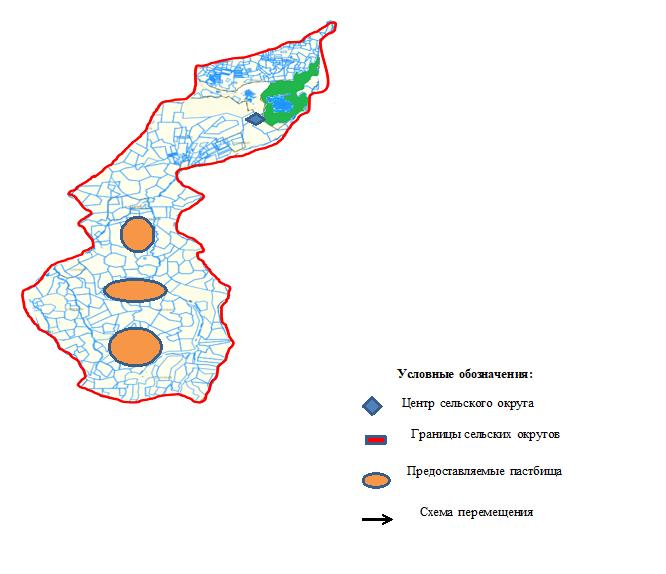 Условные обозначения:
Центр сельского округа
Границы сельских округов
Предоставляемые пастбища
Схема перемещения